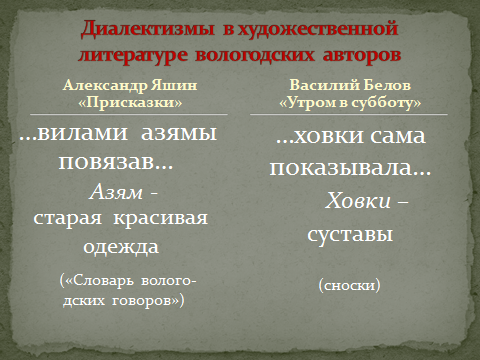 Диалектизмы в художественной
литературе вологодских авторов
Александр Яшин
«Присказки»
...вилами азямы
повязав...
Азям -
старая красивая
одежда
(«Словарь волого-
дских говоров»)
Василий Белов
«Утром в субботу»
...ховки сама
показывала...
Ховки –
суставы
(сноски)